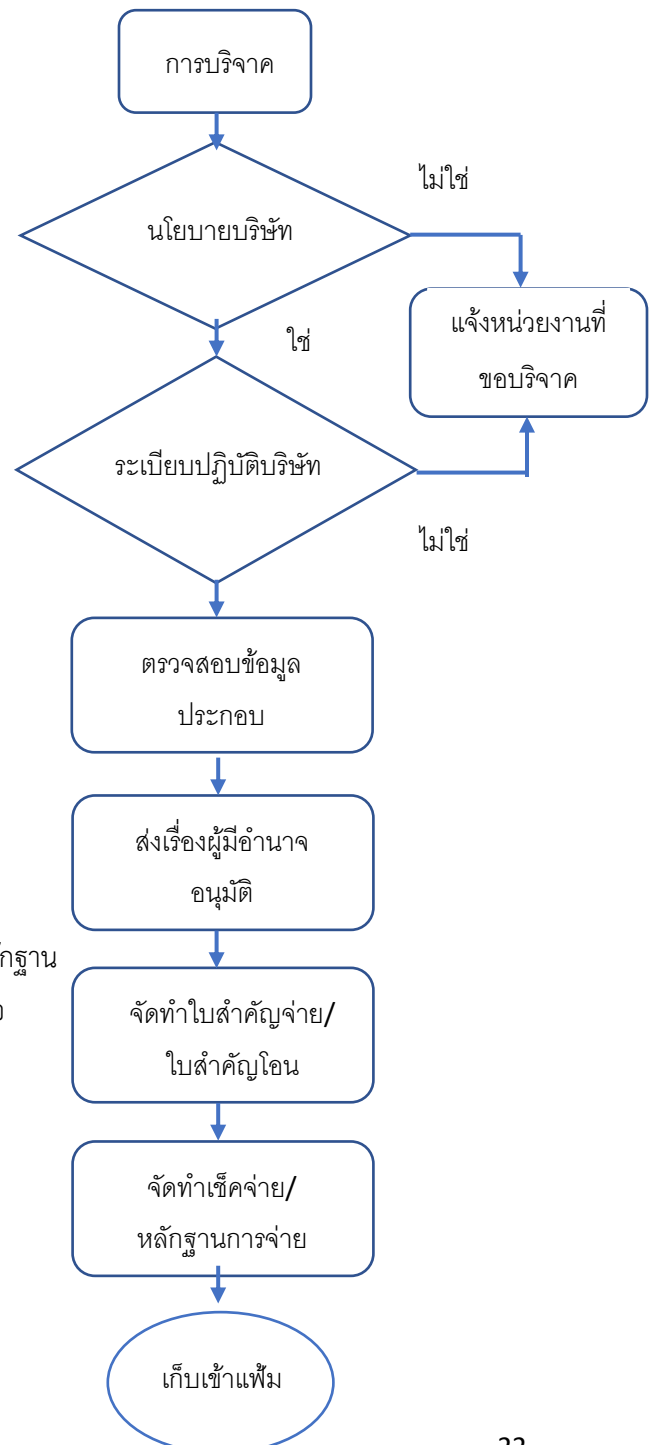 การบริจาค
ไม่ใช่
นโยบายบริษัท
แจ้งหน่วยงานที่
ขอบริจาค
ใช่
ระเบียบปฏิบัติบริษัท
ไม่ใช่
ตรวจสอบข้อมูล
ประกอบ
ส่งเรื่องผู้มีอำนาจ
อนุมัติ
จัดทำใบสำคัญจ่าย/
ใบสำคัญโอน
จัดทำเช็คจ่าย/
หลักฐานการจ่าย
เก็บเข้าแฟ้ม